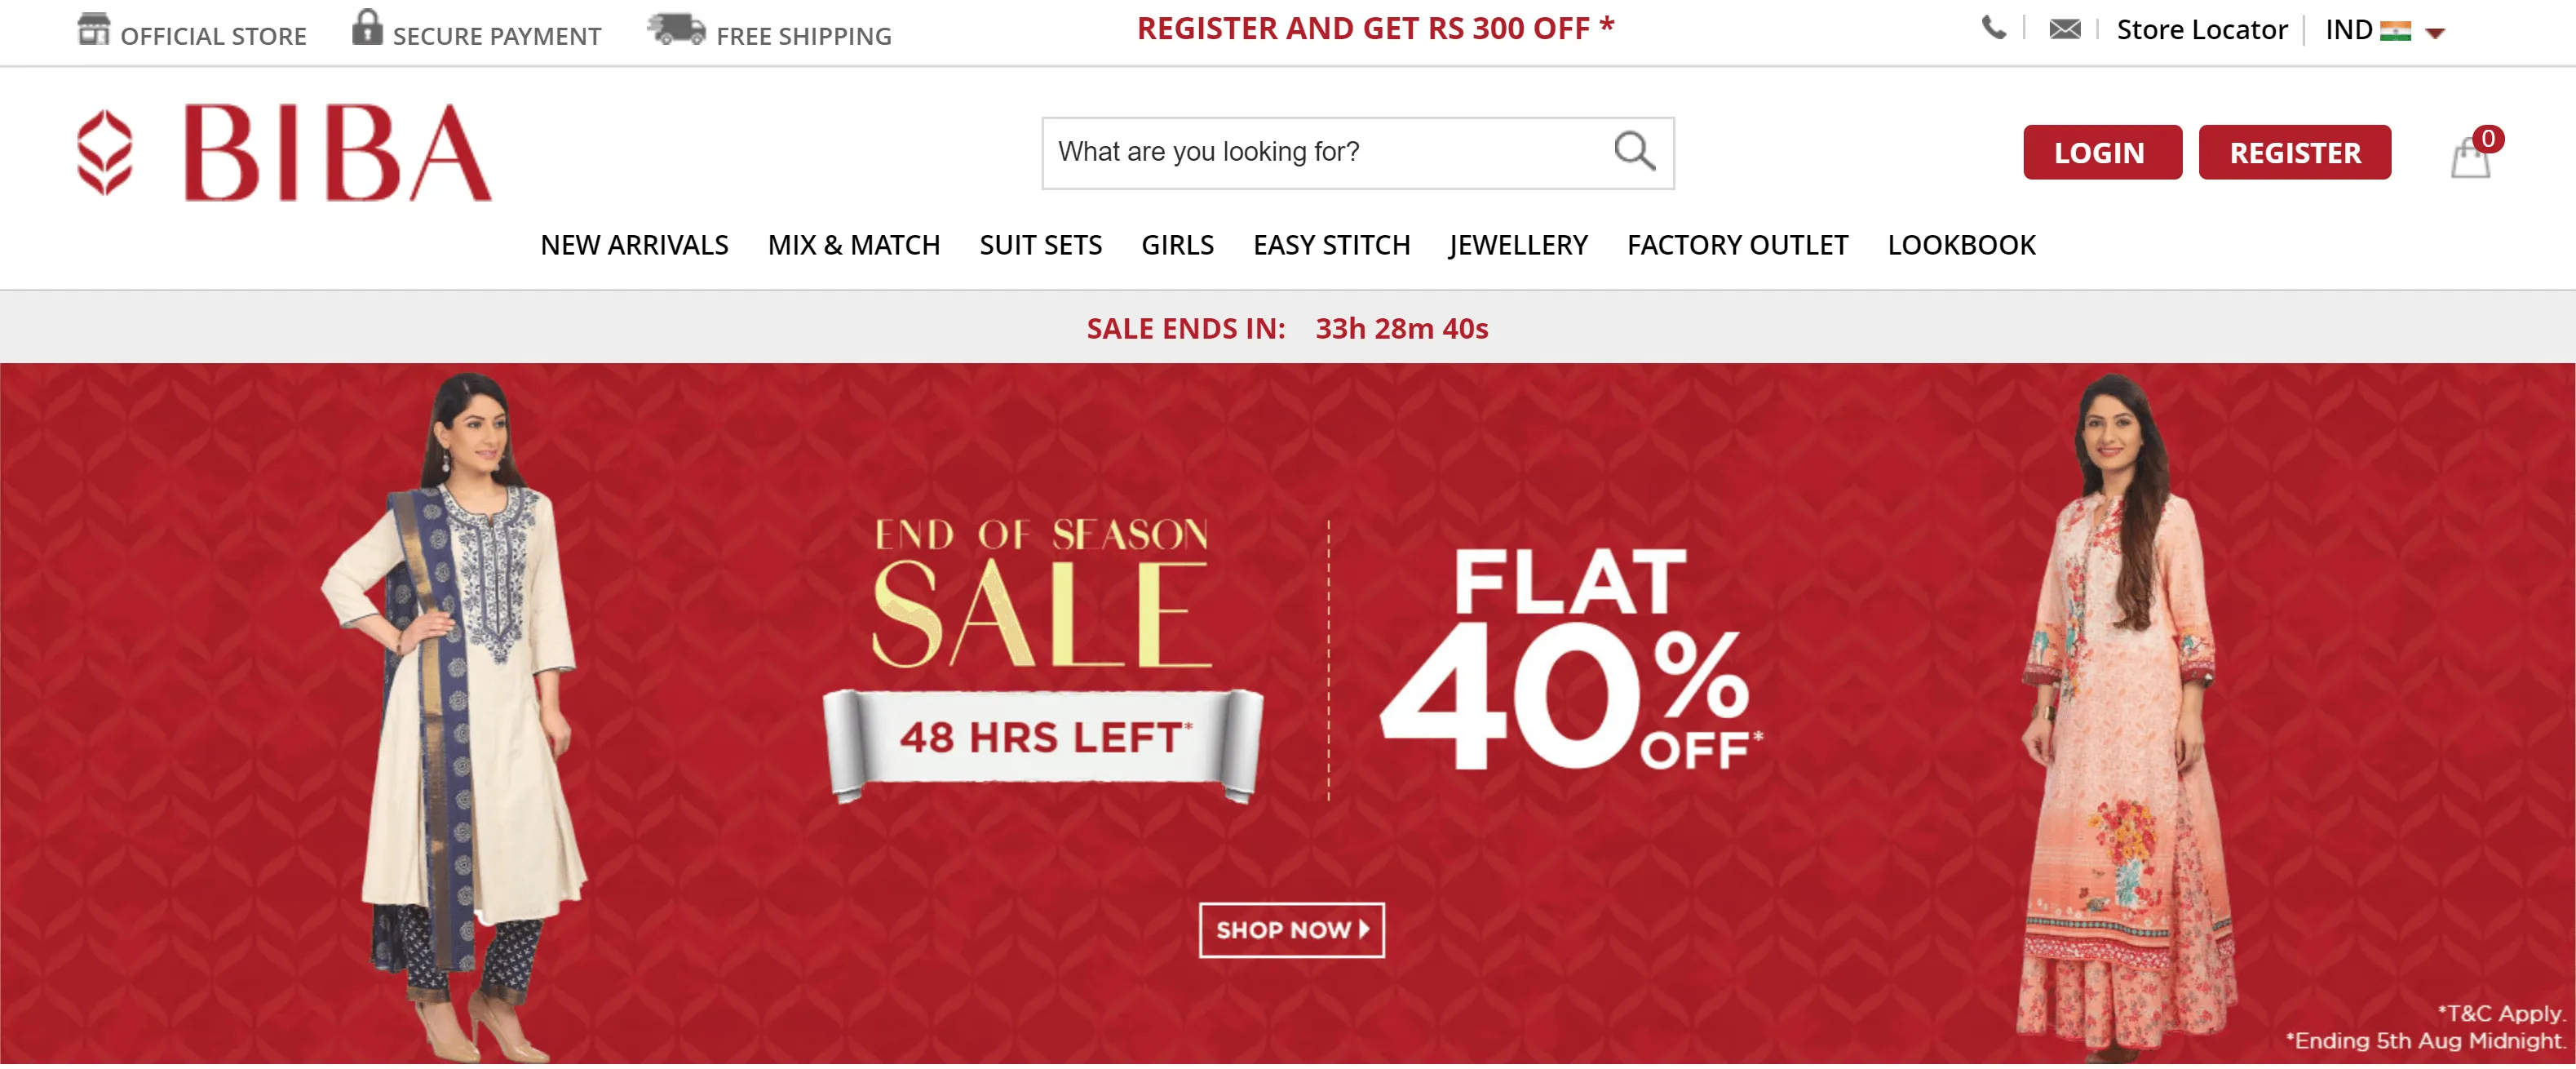 OFFICIAL STORE
SECURE PAYMENT
FREE SHIPPING
REGISTER AND GET RS 300 OFF *
Store Locator
IND
BIBA
What are you looking for?
LOGIN
REGISTER
0
NEW ARRIVALS
MIX & MATCH
SUIT SETS
GIRLS
EASY STITCH
JEWELLERY
FACTORY OUTLET
LOOKBOOK
SALE ENDS IN: 33h 28m 40s
END OF SEASON
SALE
48 HRS LEFT*
FLAT
40%
OFF*
SHOP NOW
*T&C Apply.
*Ending 5th Aug Midnight.